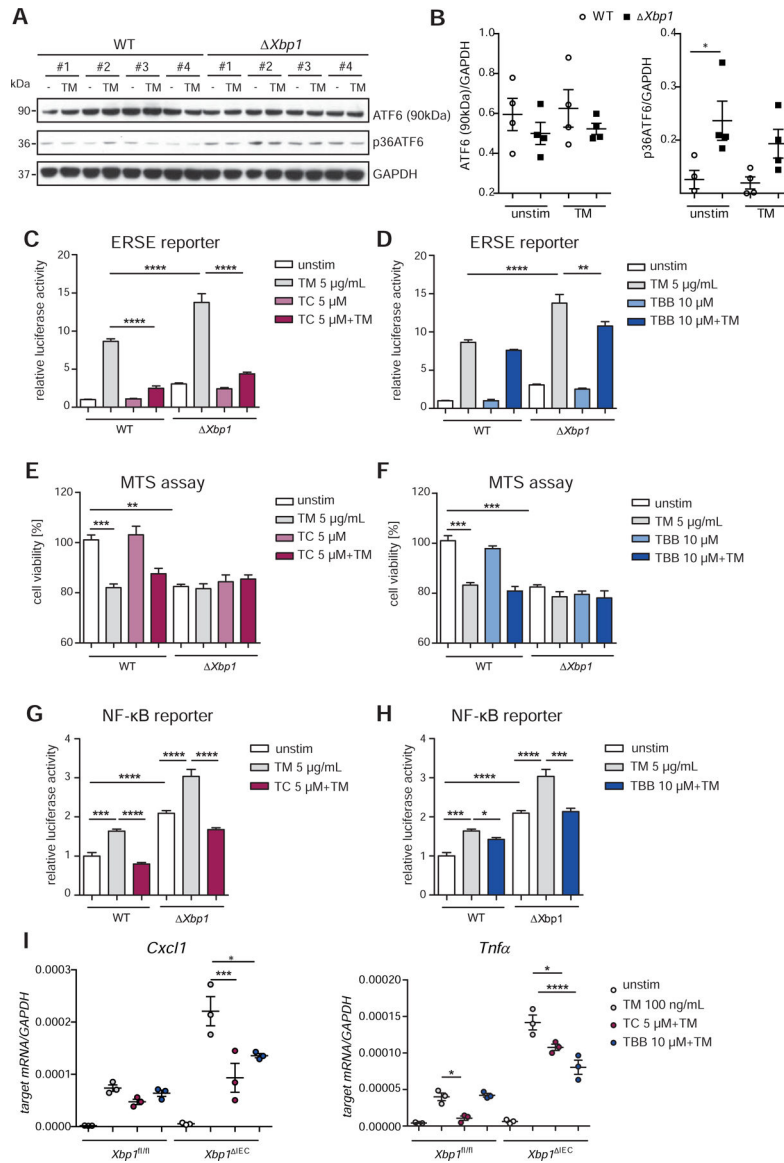 A
WT
ΔXbp1
#1 #2 #3 #4 #1 #2 #3 #4
kDa
- TM - TM - TM - TM - TM - TM - TM - TM
90
ATF6 (90kDa)
36
p36ATF6
37
GAPDH
B
WT ΔXbp1
ATF6 (90kDa)/GAPDH
1.0
0.8
0.6
0.4
0.2
unstim TM
p36ATF6/GAPDH
0.4
0.2
0.1
*
unstim TM
C
ERSE reporter
relative luciferase activity
20
15
10
5
0
**** ****
****
WT ΔXbp1
unstim
TM 5 µg/mL
TC 5 µM
TC 5 µM+TM
D
ERSE reporter
relative luciferase activity
20
15
10
5
0
**** **
WT ΔXbp1
unstim
TM 5 µg/mL
TBB 10 µM
TBB 10 µM+TM
E
MTS assay
cell viability [%]
120
100
80
60
**
***
WT ΔXbp1
unstim
TM 5 µg/mL
TC 5 µM
TC 5 µM+TM
F
MTS assay
cell viability [%]
120
100
80
60
***
***
WT ΔXbp1
unstim
TM 5 µg/mL
TBB 10 µM
TBB 10 µM+TM
G
NF-κB reporter
relative luciferase activity
4
3
2
1
0
**** ****
****
*** ****
WT ΔXbp1
unstim
TM 5 µg/mL
TC 5 µM+TM
H
NF-κB reporter
relative luciferase activity
4
3
2
1
0
**** ***
****
*** *
WT ΔXbp1
unstim
TM 5 µg/mL
TBB 10 µM+TM
I
Cxcl1
target mRNA/GAPDH
0.0003
0.0002
0.0001
0.0000
*
***
Xbp1fl/fl Xbp1ΔIEC
Tnfα
target mRNA/GAPDH
0.00020
0.00015
0.00010
0.00005
0.00000
*
****
*
Xbp1fl/fl Xbp1ΔIEC
unstim
TM 100 ng/mL
TC 5 µM+TM
TBB 10 µM+TM